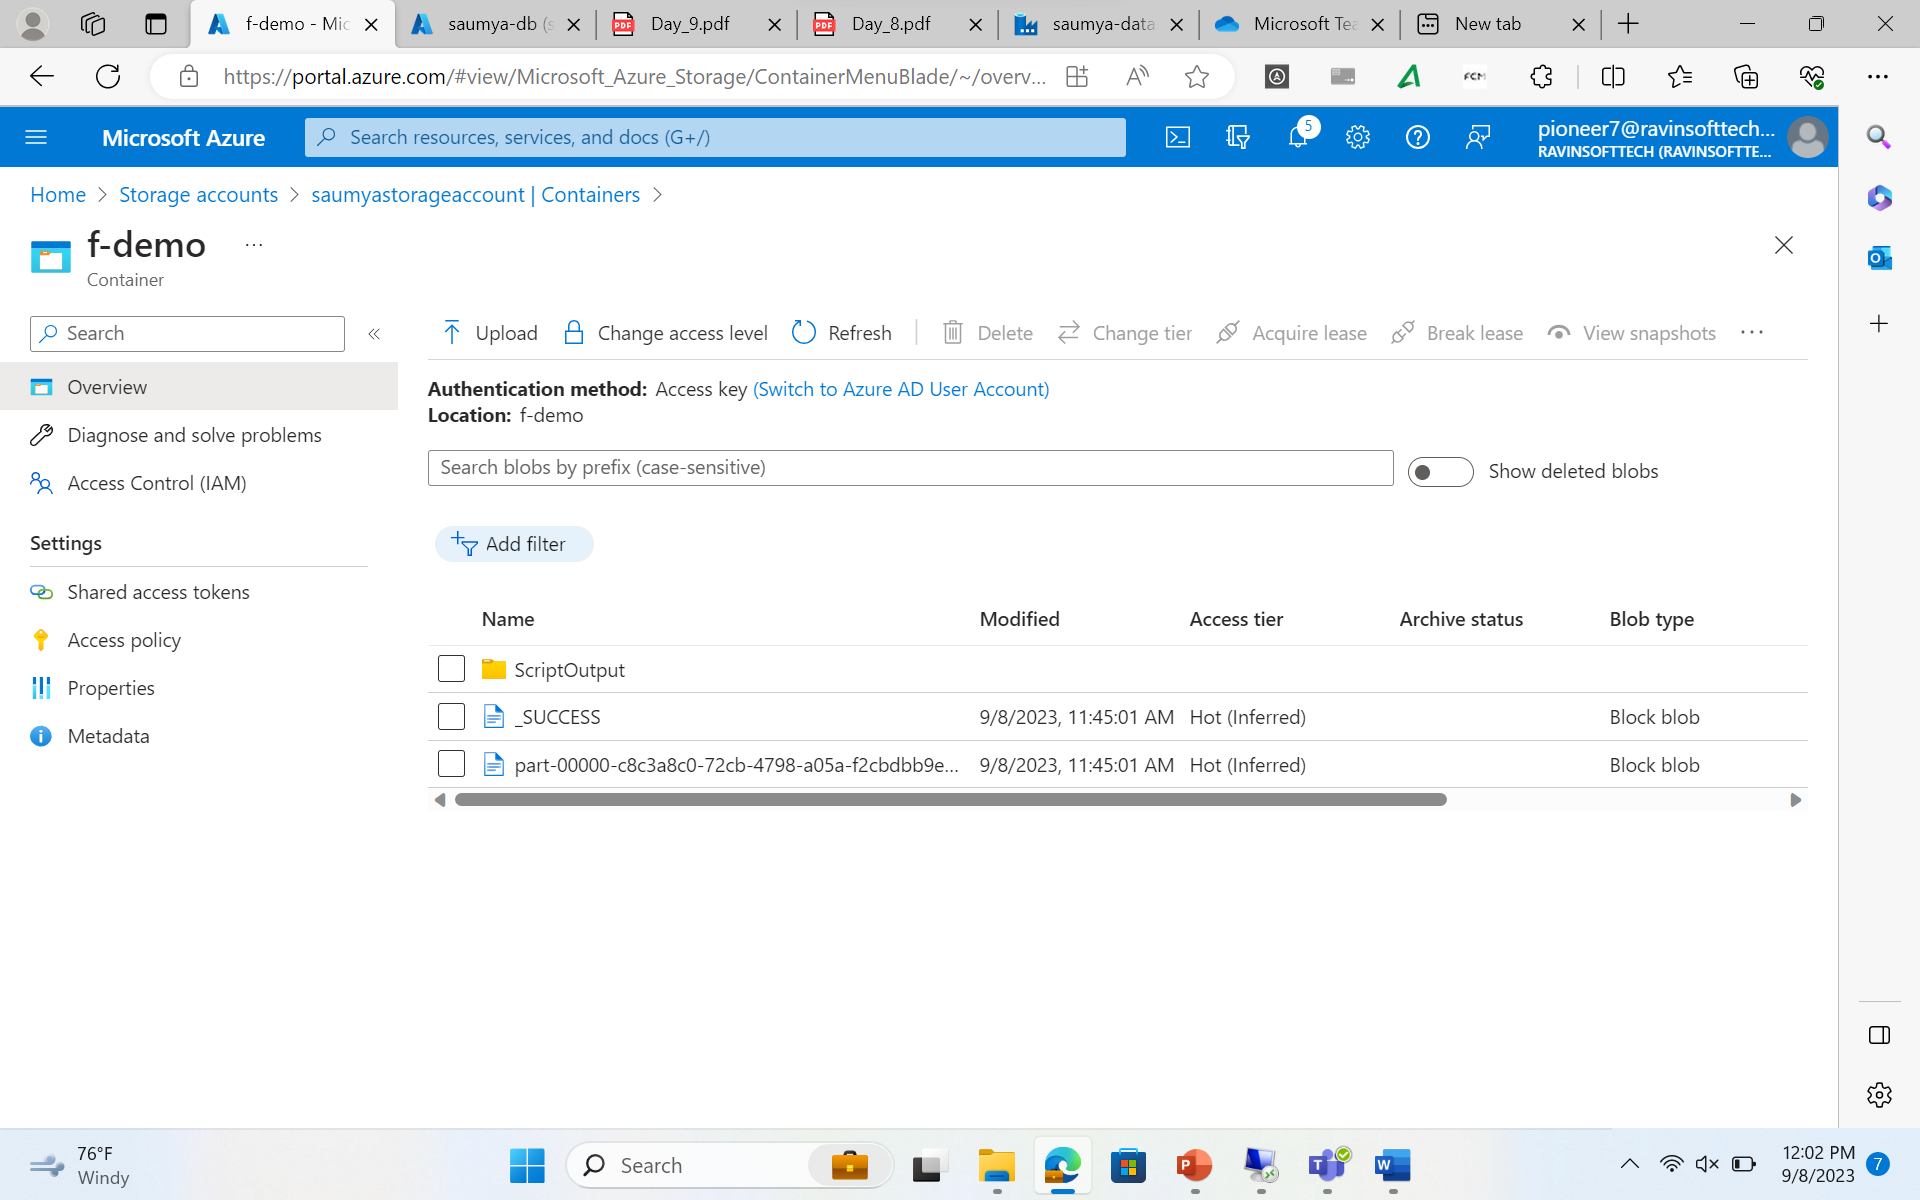 f-demo - Mic
saumya-db (s
Day_9.pdf
Day_8.pdf
saumya-data
Microsoft Tea
New tab
https://portal.azure.com/#view/Microsoft_Azure_Storage/ContainerMenuBlade/~/overv...
FCM
Microsoft Azure
Search resources, services, and docs (G+/)
5
pioneer7@ravinsofttech...
RAVINSOFTTECH (RAVINSOFTTE...
Home > Storage accounts > saumyastorageaccount | Containers >
f-demo ...
Container
Search
«
Upload
Change access level
Refresh
Delete
Change tier
Acquire lease
Break lease
View snapshots
...
Overview
Diagnose and solve problems
Access Control (IAM)
Settings
Shared access tokens
Access policy
Properties
Metadata
Authentication method: Access key (Switch to Azure AD User Account)
Location: f-demo
Search blobs by prefix (case-sensitive)
Show deleted blobs
Add filter
Name Modified Access tier Archive status Blob type
ScriptOutput
_SUCCESS 9/8/2023, 11:45:01 AM Hot (Inferred) Block blob
part-00000-c8c3a8c0-72cb-4798-a05a-f2cbdbb9e... 9/8/2023, 11:45:01 AM Hot (Inferred) Block blob
76°F
Windy
Search
12:02 PM
9/8/2023
7